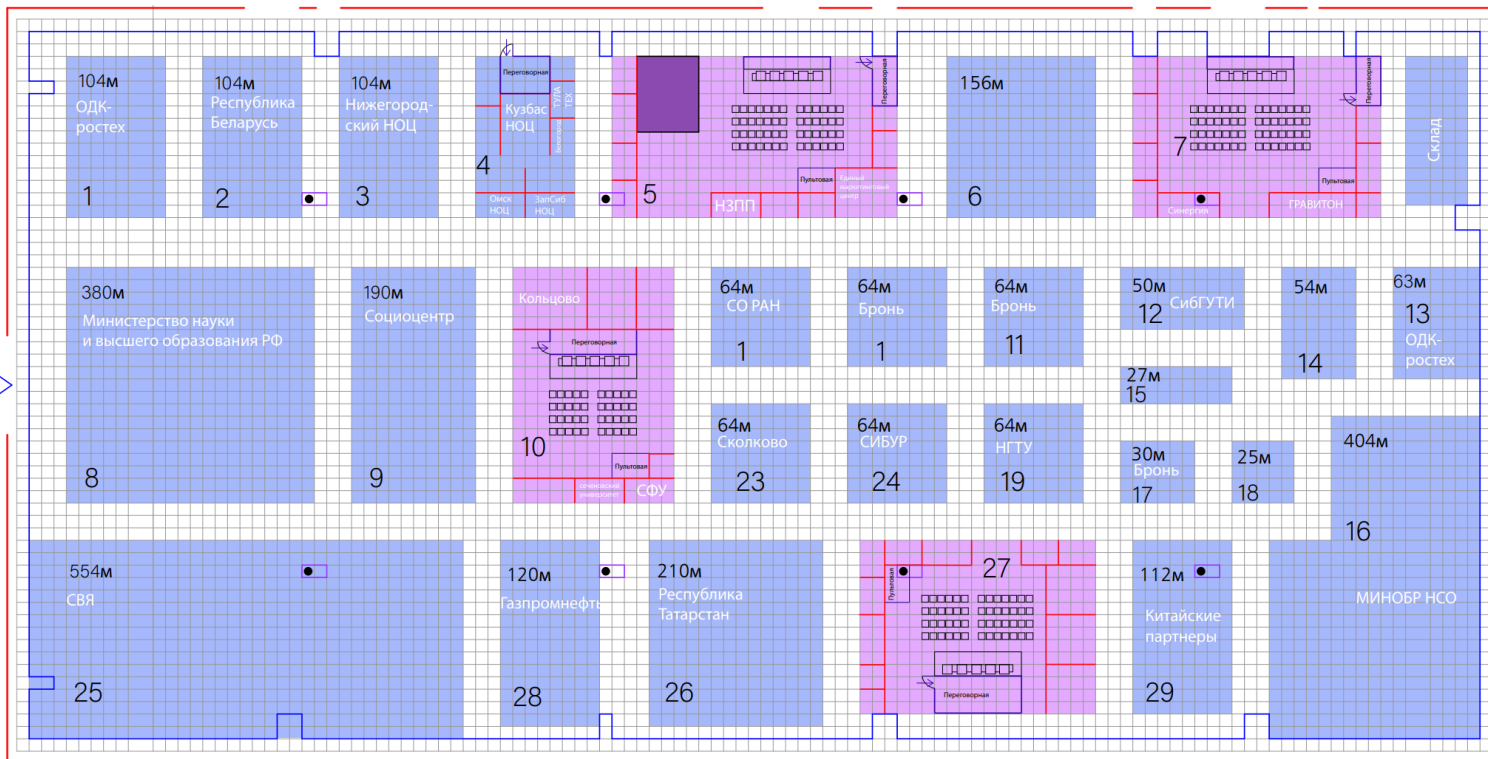 104м
ОДК-
ростех
1
104м
Республика
Беларусь
2
104м
Нижегород-
ский НОЦ
3
Переговорная
Кузбас
НОЦ
ТУЛА
ТЕХ
4
Омск
НОЦ
ЗапСиб
НОЦ
5
Переговорная
Пультовая
Единый
маркетинговый
центр
НЗПП
156м
6
7
Переговорная
Пультовая
Синергия
ГРАВИТОН
Склад
380м
Министерство науки
и высшего образования РФ
8
190м
Социоцентр
9
Кольцово
Переговорная
10
Пультовая
сеченовский
университет
СФУ
64м
СО РАН
1
64м
Бронь
1
64м
Бронь
11
50м
12
СибГУТИ
54м
14
63м
13
ОДК-
ростех
27м
15
64м
Сколково
23
64м
СИБУР
24
64м
НГТУ
19
30м
Бронь
17
25м
18
404м
16
МИНОБР НСО
554м
СВЯ
25
120м
Газпромнефть
28
210м
Республика
Татарстан
26
27
Пультовая
Переговорная
112м
Китайские
партнеры
29